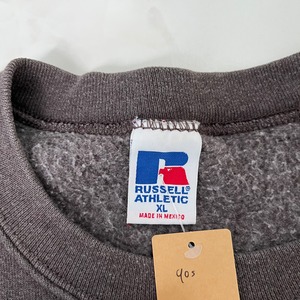 RUSSELL®
ATHLETIC
XL
MADE IN MEXICO
90s